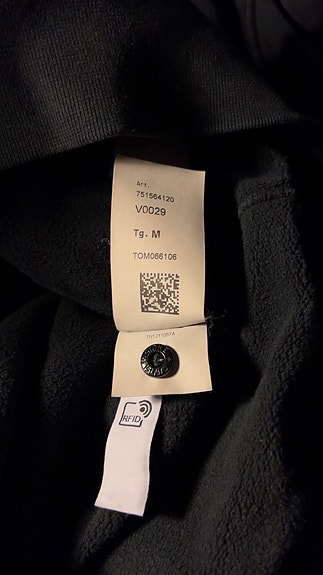 Art.
751564120
V0029
Tg. M
TOM066106
RFID